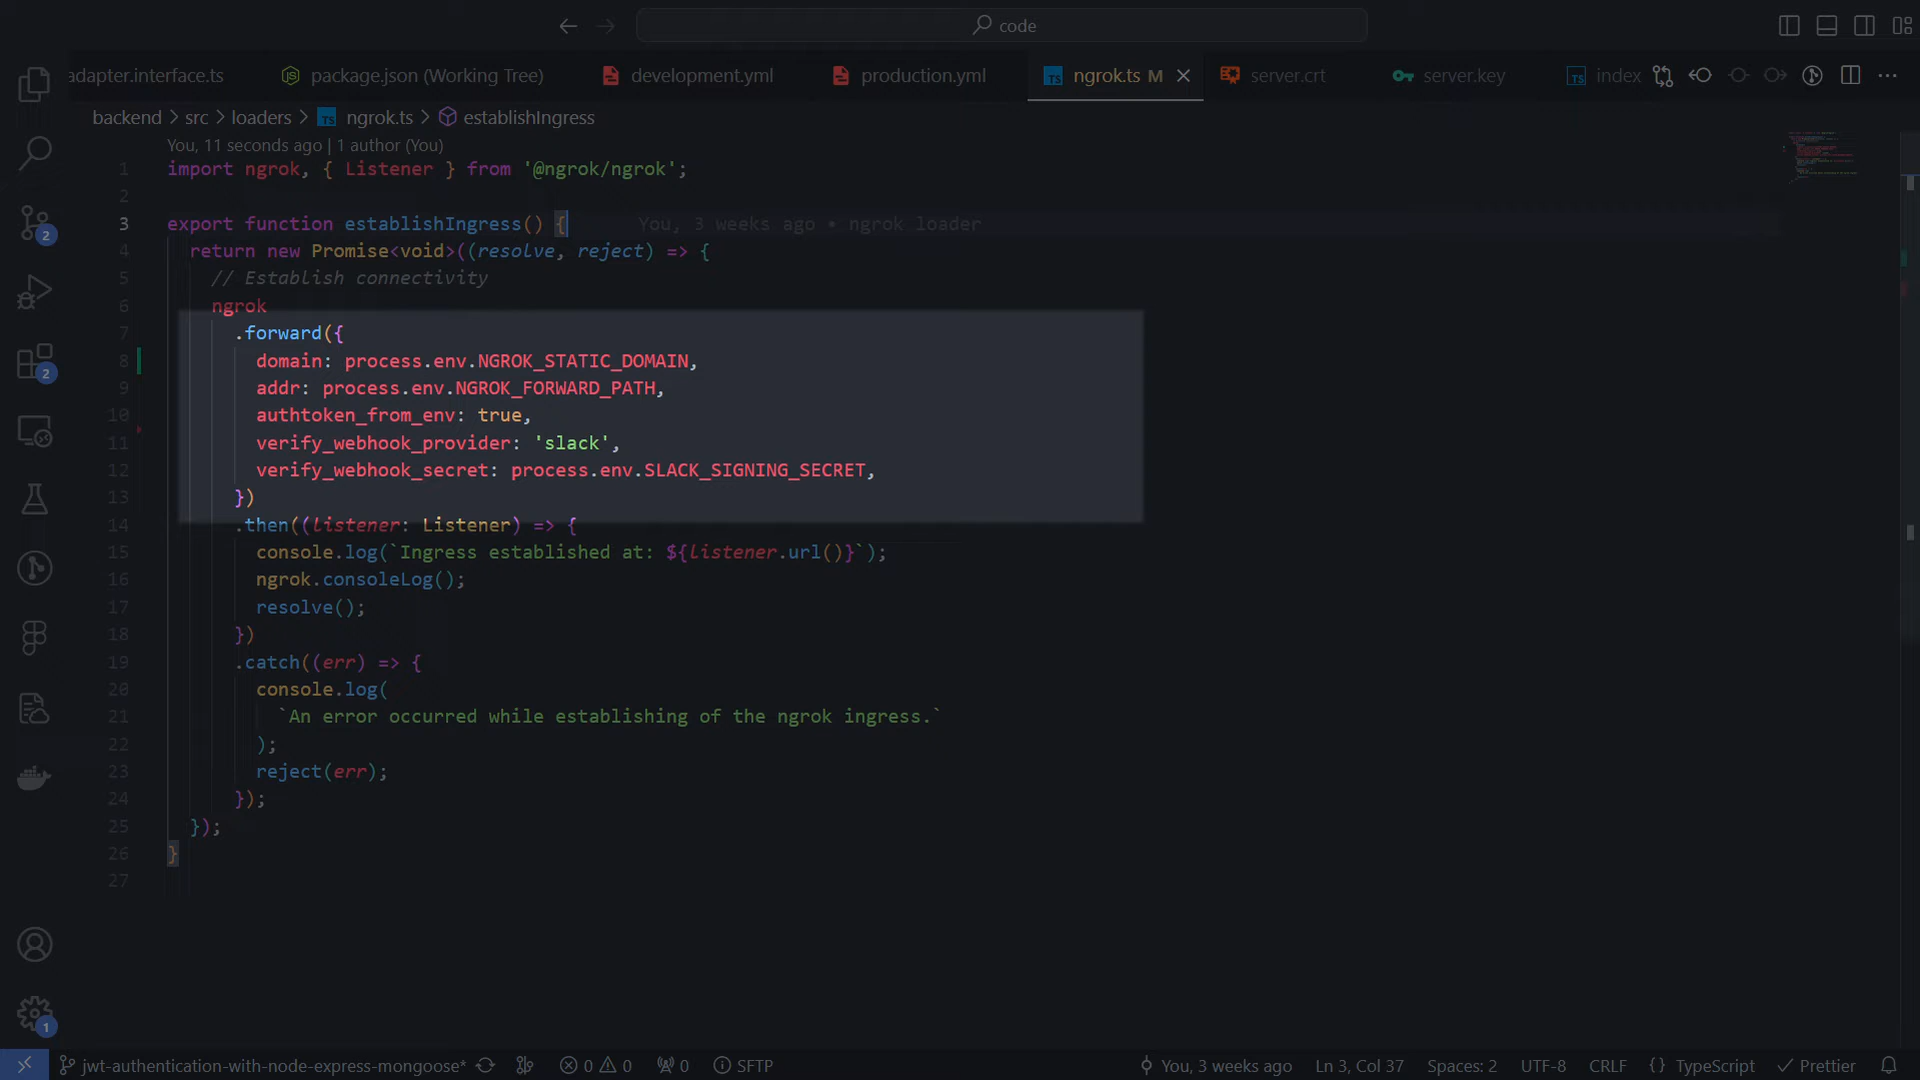 code
adapter.interface.ts
package.json (Working Tree)
development.yml
production.yml
TS ngrok.ts M
server.crt
server.key
TS index
backend > src > loaders > TS ngrok.ts > establishIngress
You, 11 seconds ago | 1 author (You)
1 import ngrok, { Listener } from '@ngrok/ngrok';
2
3 export function establishIngress() { You, 3 weeks ago • ngrok loader
4 return new Promise<void>((resolve, reject) => {
5 // Establish connectivity
6 ngrok
7 .forward({
8 domain: process.env.NGROK_STATIC_DOMAIN,
9 addr: process.env.NGROK_FORWARD_PATH,
10 authtoken_from_env: true,
11 verify_webhook_provider: 'slack',
12 verify_webhook_secret: process.env.SLACK_SIGNING_SECRET,
13 })
14 .then((listener: Listener) => {
15 console.log(`Ingress established at: ${listener.url()}`);
16 ngrok.consoleLog();
17 resolve();
18 })
19 .catch((err) => {
20 console.log(
21 `An error occurred while establishing of the ngrok ingress.`
22 );
23 reject(err);
24 });
25 });
26 }
27
2
2
1
jwt-authentication-with-node-express-mongoose*
0 0
0
SFTP
You, 3 weeks ago
Ln 3, Col 37
Spaces: 2
UTF-8
CRLF
{} TypeScript
Prettier